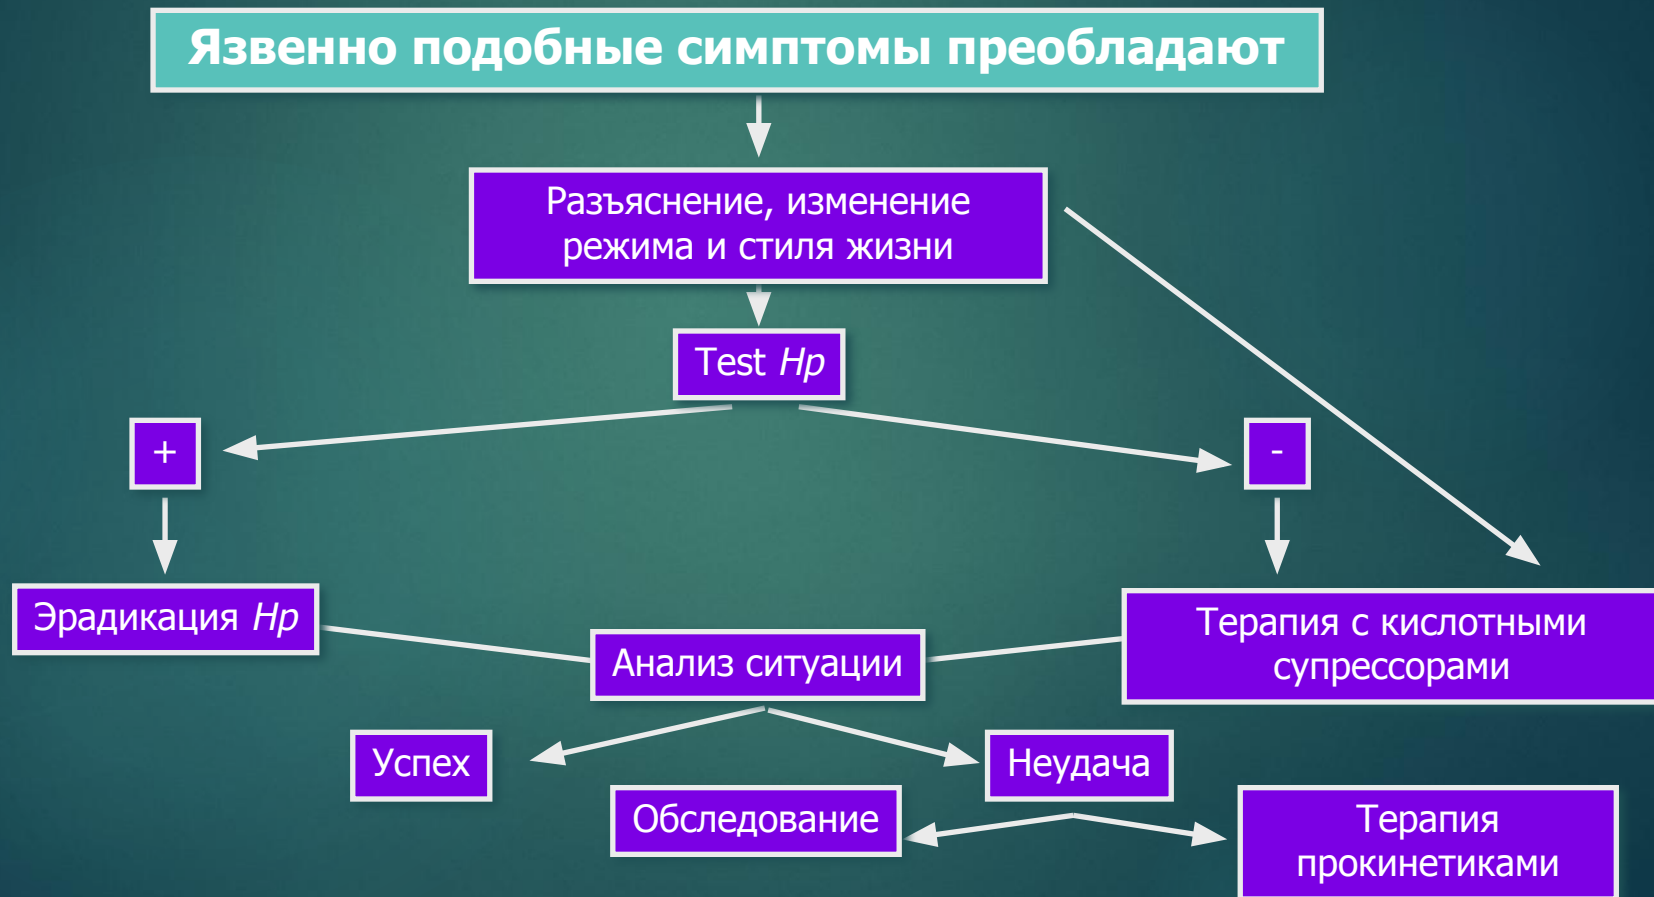 Язвенно подобные симптомы преобладают
Разъяснение, изменение
режима и стиля жизни
Test Hp
+
-
Эрадикация Hp
Терапия с кислотными
супрессорами
Анализ ситуации
Успех
Неудача
Обследование
Терапия
прокинетиками